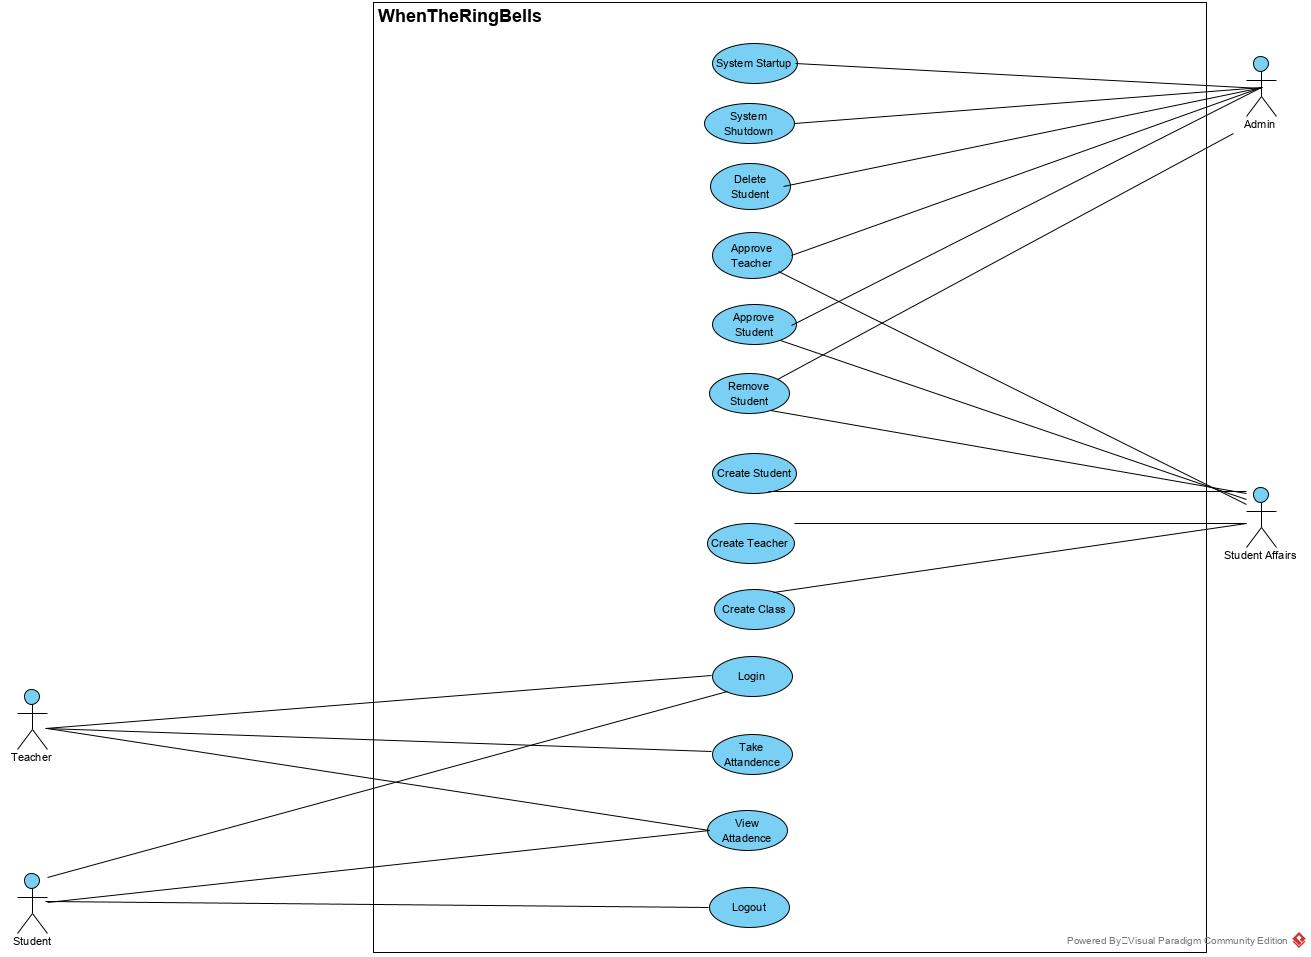 WhenTheRingBells
System Startup
System
Shutdown
Delete
Student
Approve
Teacher
Approve
Student
Remove
Student
Create Student
Create Teacher
Create Class
Login
Take
Attandence
View
Attadence
Logout
Admin
Student Affairs
Teacher
Student
Powered By Visual Paradigm Community Edition